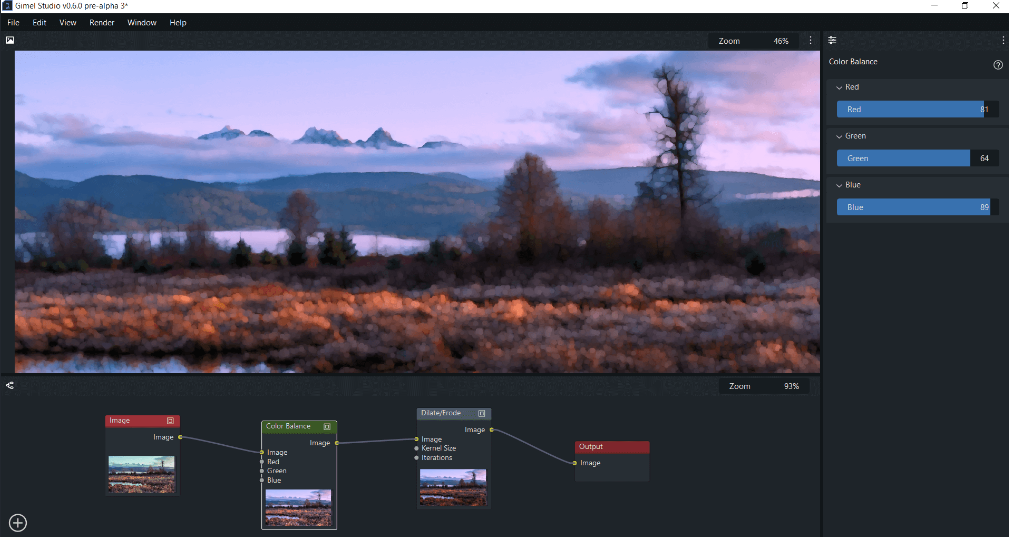 Gimel Studio v0.6.0 pre-alpha 3*
File Edit View Render Window Help
Zoom 46%
Color Balance
Red
Red 81
Green
Green 64
Blue
Blue 89
Zoom 93%
Image
Image
Color Balance
Image
Image
Red
Green
Blue
Dilate/Erode
Image
Image
Kernel Size
Iterations
Output
Image